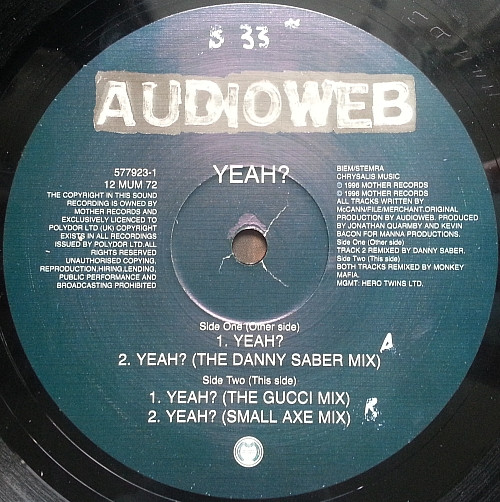 S 33
AUDIOWEB
YEAH?
577923-1
12 MUM 72
THE COPYRIGHT IN THIS SOUND
RECORDING IS OWNED BY
MOTHER RECORDS AND
EXCLUSIVELY LICENCED TO
POLYDOR LTD (UK) COPYRIGHT
EXISTS IN ALL RECORDINGS
ISSUED BY POLYDOR LTD.ALL
RIGHTS RESERVED
UNAUTHORISED COPYING,
REPRODUCTION,HIRING,LENDING,
PUBLIC PERFORMANCE AND
BROADCASTING PROHIBITED
BIEM/STEMRA
CHRYSALIS MUSIC
℗ 1996 MOTHER RECORDS
© 1996 MOTHER RECORDS
ALL TRACKS WRITTEN BY
McCANN/FILE/MERCHANT.ORIGINAL
PRODUCTION BY AUDIOWEB. PRODUCED
BY JONATHAN QUARMBY AND KEVIN
BACON FOR MANNA PRODUCTIONS.
Side One (Other side)
TRACK 2 REMIXED BY DANNY SABER.
Side Two (This side)
BOTH TRACKS REMIXED BY MONKEY
MAFIA.
MGMT: HERO TWINS LTD.
Side One (Other side)
1. YEAH?
2. YEAH? (THE DANNY SABER MIX)
A
Side Two (This side)
1. YEAH? (THE GUCCI MIX)
2. YEAH? (SMALL AXE MIX)